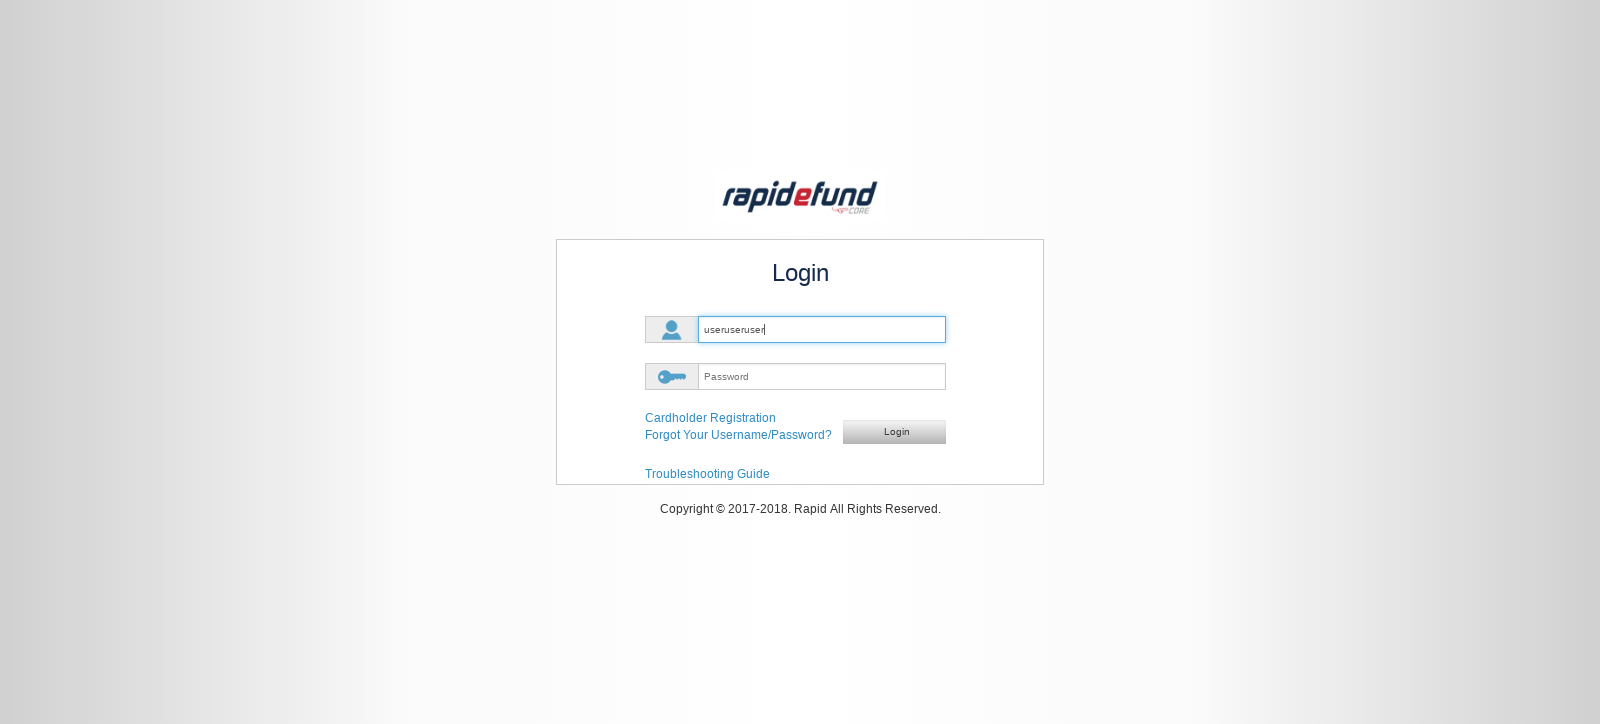 rapidefund
CORE
Login
useruseruser
Password
Cardholder Registration
Forgot Your Username/Password?
Login
Troubleshooting Guide
Copyright © 2017-2018. Rapid All Rights Reserved.